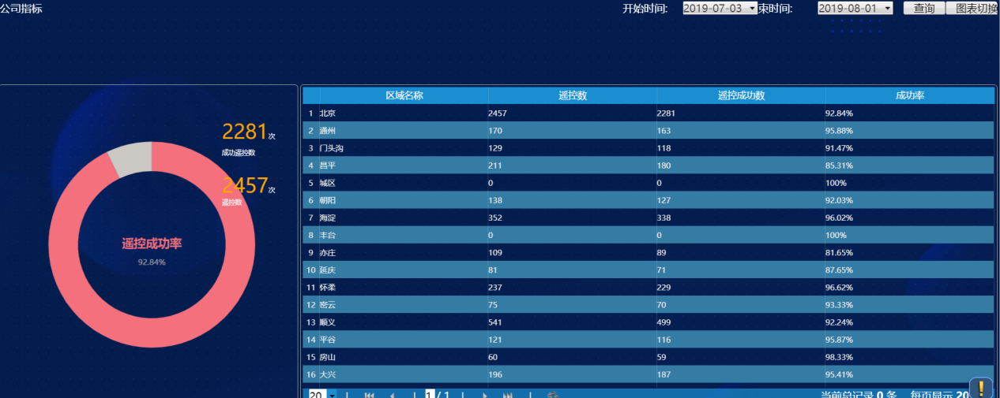 公司指标 开始时间: 2019-07-03 束时间: 2019-08-01 查询 图表切换
2281次
成功遥控数
2457次
遥控数
遥控成功率
92.84%
区域名称 遥控数 遥控成功数 成功率
1 北京 2457 2281 92.84%
2 通州 170 163 95.88%
3 门头沟 129 118 91.47%
4 昌平 211 180 85.31%
5 城区 0 0 100%
6 朝阳 138 127 92.03%
7 海淀 352 338 96.02%
8 丰台 0 0 100%
9 亦庄 109 89 81.65%
10 延庆 81 71 87.65%
11 怀柔 237 229 96.62%
12 密云 75 70 93.33%
13 顺义 541 499 92.24%
14 平谷 121 116 95.87%
15 房山 60 59 98.33%
16 大兴 196 187 95.41%
20 1 / 1 当前总记录 0 条 每页显示 20